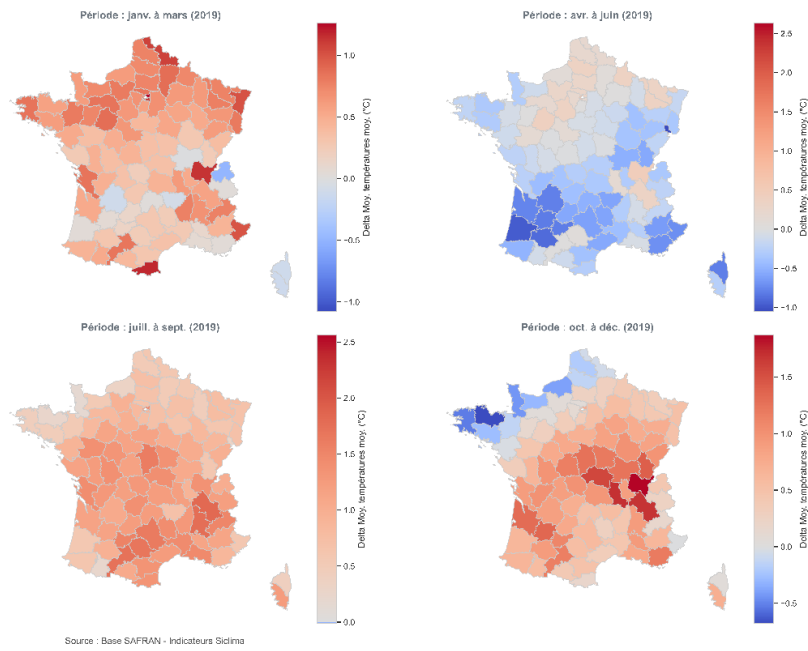 Période : janv. à mars (2019)
1.0
0.5
0.0
−0.5
−1.0
Delta Moy. températures moy. (°C)
Période : avr. à juin (2019)
2.5
2.0
1.5
1.0
0.5
0.0
−0.5
−1.0
Delta Moy. températures moy. (°C)
Période : juill. à sept. (2019)
2.5
2.0
1.5
1.0
0.5
0.0
Delta Moy. températures moy. (°C)
Période : oct. à déc. (2019)
1.5
1.0
0.5
0.0
−0.5
Delta Moy. températures moy. (°C)
Source : Base SAFRAN - Indicateurs Siclima